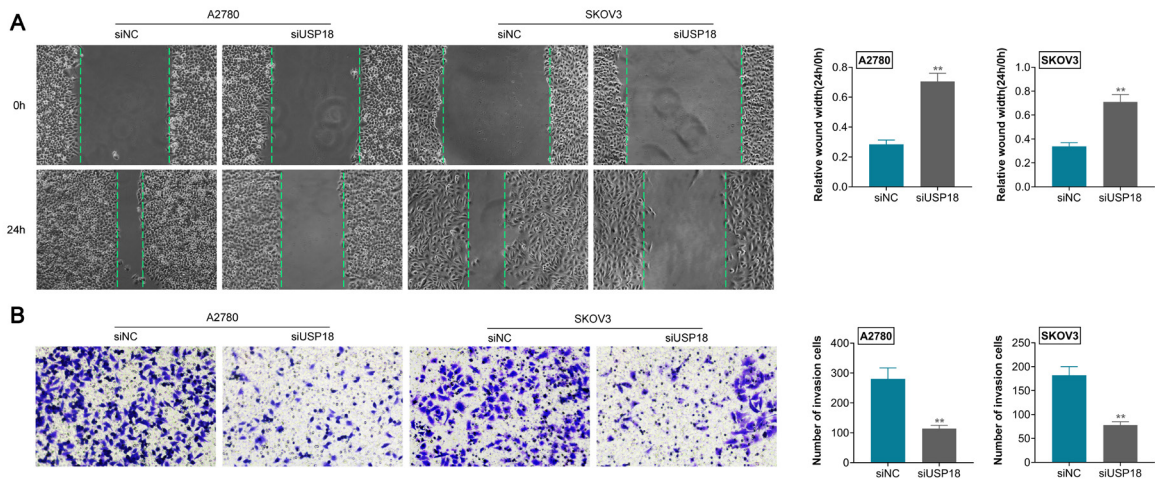 A
A2780
SKOV3
siNC
siUSP18
siNC
siUSP18
0h
24h
Relative wound width(24h/0h)
A2780
**
0.8
0.6
0.4
0.2
0.0
siNC
siUSP18
Relative wound width(24h/0h)
SKOV3
**
1.0
0.8
0.6
0.4
0.2
0.0
siNC
siUSP18
B
A2780
SKOV3
siNC
siUSP18
siNC
siUSP18
Number of invasion cells
A2780
**
400
300
200
100
0
siNC
siUSP18
Number of invasion cells
SKOV3
**
250
200
150
100
50
0
siNC
siUSP18